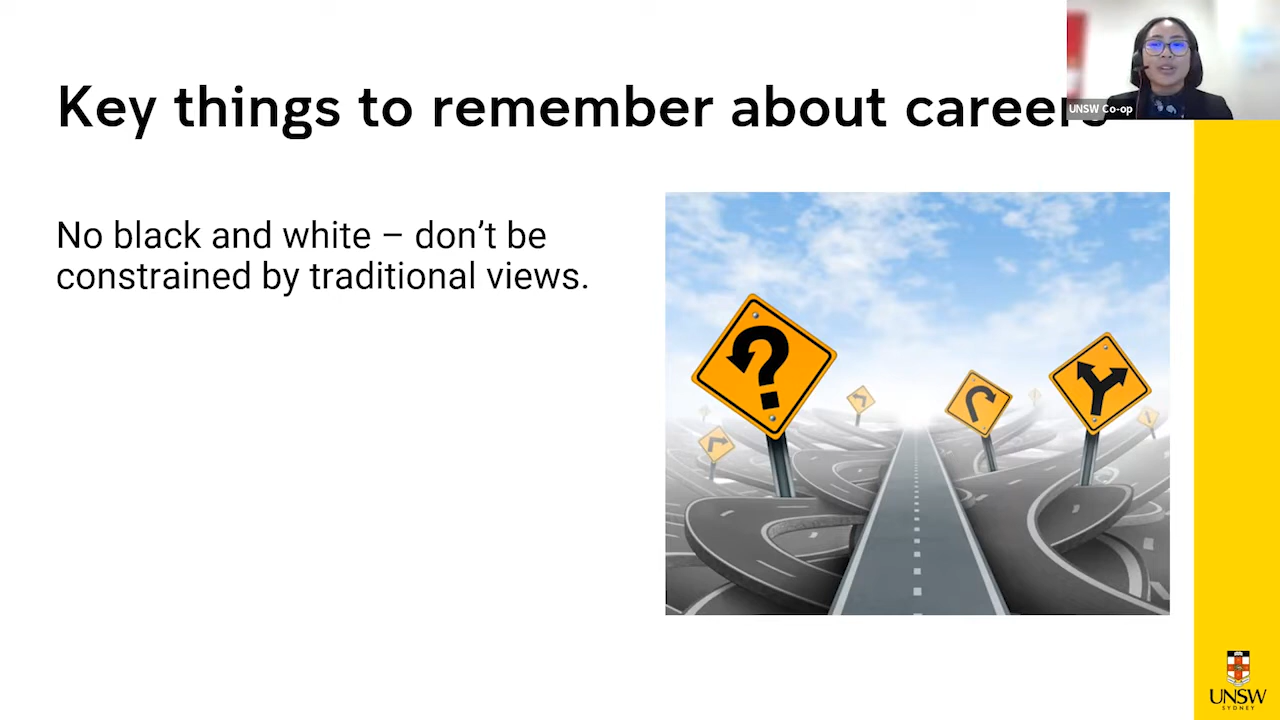 Key things to remember about careers
UNSW Co-op
No black and white – don't be
constrained by traditional views.
?
UNSW
SYDNEY